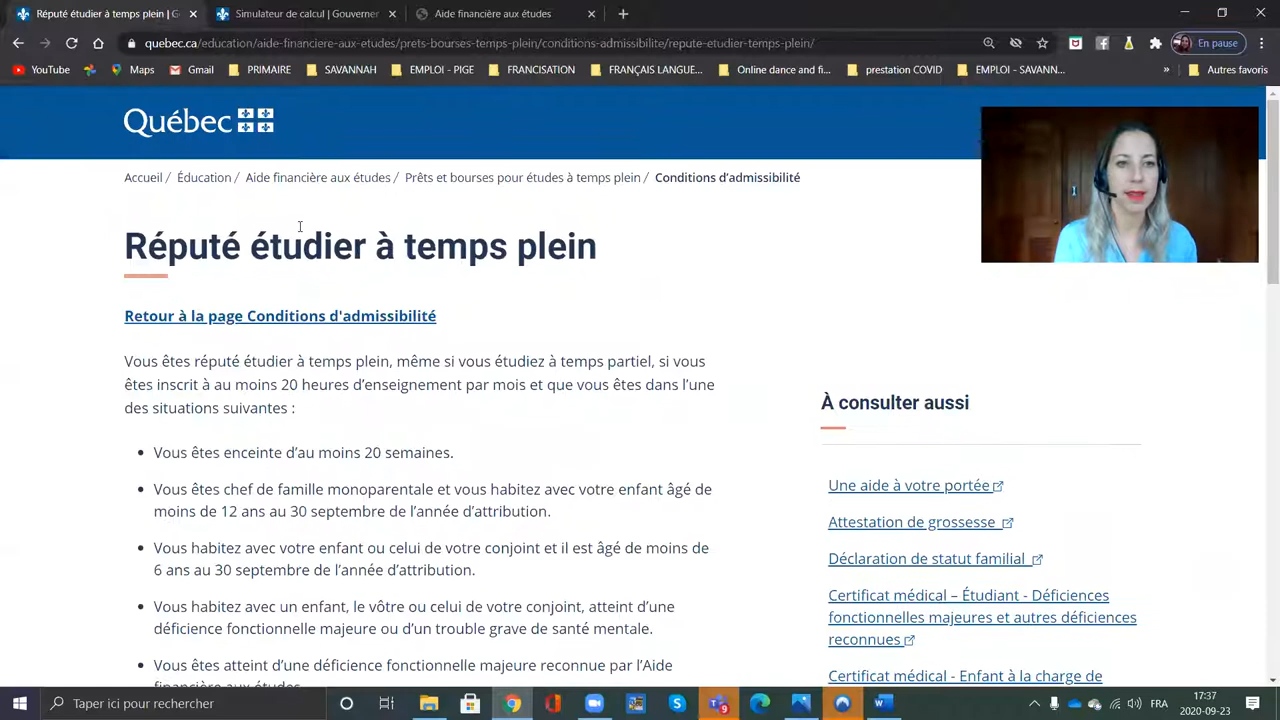 Réputé étudier à temps plein | G
Simulateur de calcul | Gouverner
Aide financière aux études
quebec.ca/education/aide-financiere-aux-etudes/prets-bourses-temps-plein/conditions-admissibilite/repute-etudier-temps-plein/
En pause
YouTube
Maps
Gmail
PRIMAIRE
SAVANNAH
EMPLOI - PIGE
FRANCISATION
FRANÇAIS LANGUE...
Online dance and fi...
prestation COVID
EMPLOI - SAVANN...
»
Autres favoris
Québec
Accueil / Éducation / Aide financière aux études / Prêts et bourses pour études à temps plein / Conditions d'admissibilité
Réputé étudier à temps plein
Retour à la page Conditions d'admissibilité
Vous êtes réputé étudier à temps plein, même si vous étudiez à temps partiel, si vous
êtes inscrit à au moins 20 heures d'enseignement par mois et que vous êtes dans l'une
des situations suivantes :
• Vous êtes enceinte d'au moins 20 semaines.
• Vous êtes chef de famille monoparentale et vous habitez avec votre enfant âgé de
moins de 12 ans au 30 septembre de l'année d'attribution.
• Vous habitez avec votre enfant ou celui de votre conjoint et il est âgé de moins de
6 ans au 30 septembre de l'année d'attribution.
• Vous habitez avec un enfant, le vôtre ou celui de votre conjoint, atteint d'une
déficience fonctionnelle majeure ou d'un trouble grave de santé mentale.
• Vous êtes atteint d'une déficience fonctionnelle majeure reconnue par l'Aide
financière aux études
À consulter aussi
Une aide à votre portée
Attestation de grossesse
Déclaration de statut familial
Certificat médical – Étudiant - Déficiences
fonctionnelles majeures et autres déficiences
reconnues
Certificat médical - Enfant à la charge de
Taper ici pour rechercher
9
FRA
17:37
2020-09-23